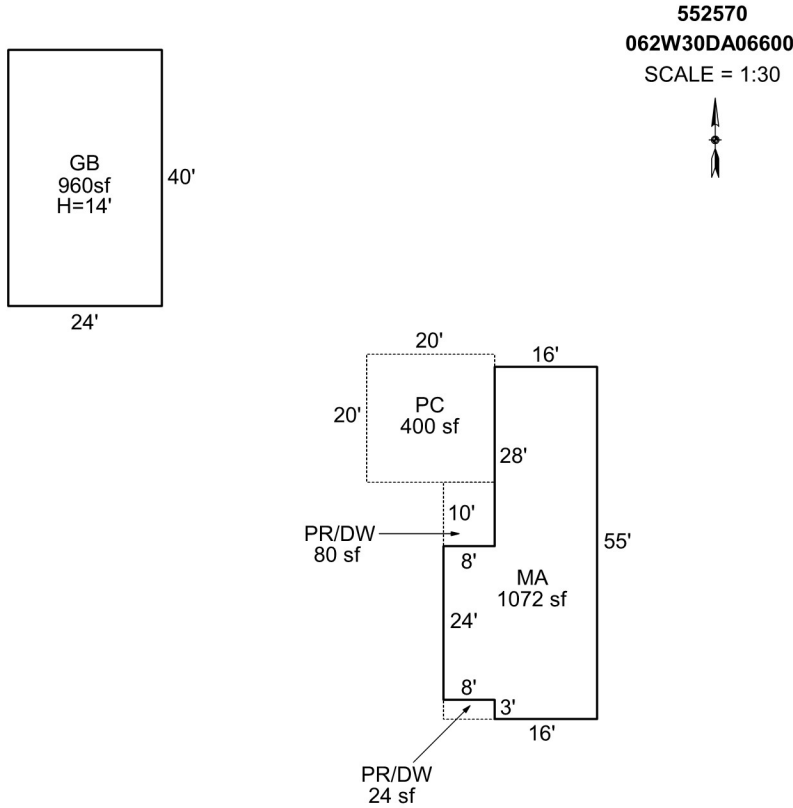 552570
062W30DA06600
SCALE = 1:30
GB
960sf
H=14'
40'
24'
20'
16'
20'
PC
400 sf
28'
10'
PR/DW
80 sf
8'
55'
MA
1072 sf
24'
8'
3'
16'
PR/DW
24 sf